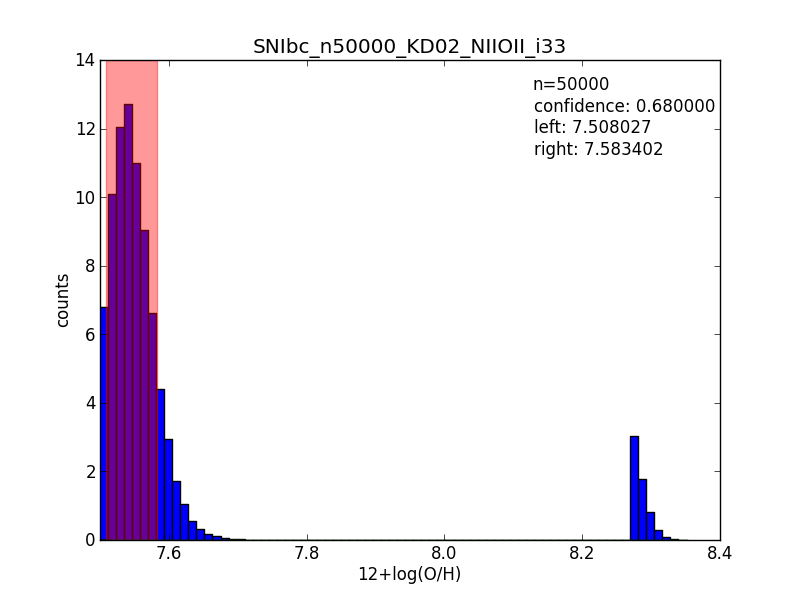 SNIbc_n50000_KD02_NIIOII_i33
n=50000
confidence: 0.680000
left: 7.508027
right: 7.583402
14
12
10
8
6
4
2
0
counts
7.6 7.8 8.0 8.2 8.4
12+log(O/H)